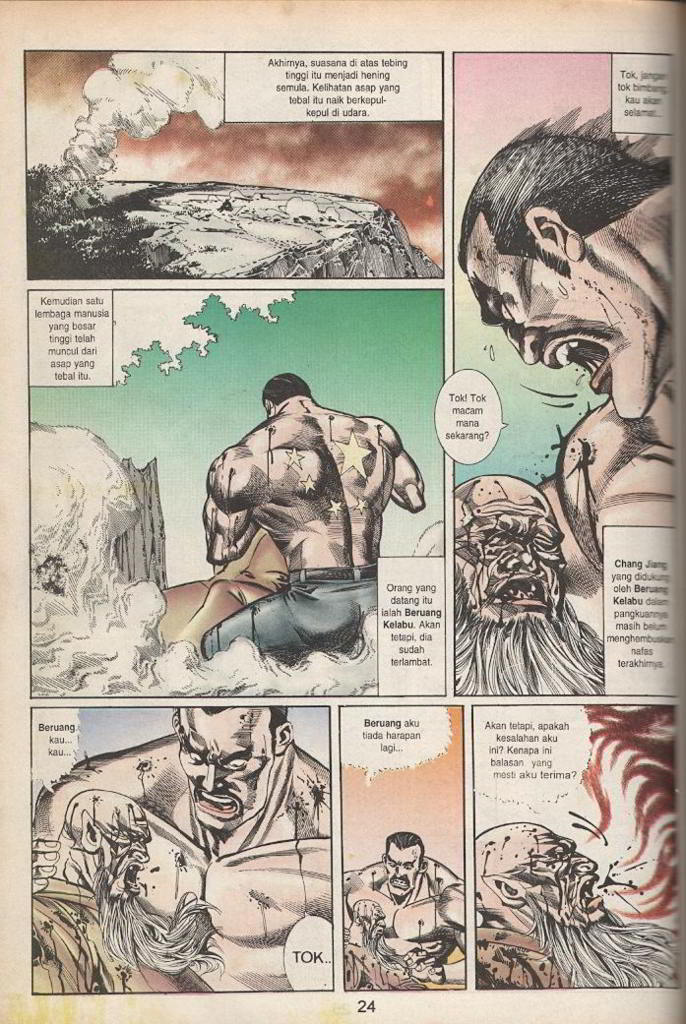 Akhirnya, suasana di atas tebing
tinggi itu menjadi hening
semula. Kelihatan asap yang
tebal itu naik berkepul-
kepul di udara.
Kemudian satu
lembaga manusia
yang besar
tinggi telah
muncul dari
asap yang
tebal itu.
Orang yang
datang itu
ialah Beruang
Kelabu. Akan
tetapi, dia
sudah
terlambat.
Tok, jangan
tok bimbang
kau akan
selamat...
Tok! Tok
macam
mana
sekarang?
Chang Jiang
yang didukung
oleh Beruang
Kelabu dalam
pangkuannya
masih belum
menghembuskan
nafas
terakhirnya.
Beruang
kau...
kau...
TOK..
Beruang aku
tiada harapan
lagi...
Akan tetapi, apakah
kesalahan aku
ini? Kenapa ini
balasan yang
mesti aku terima?
24